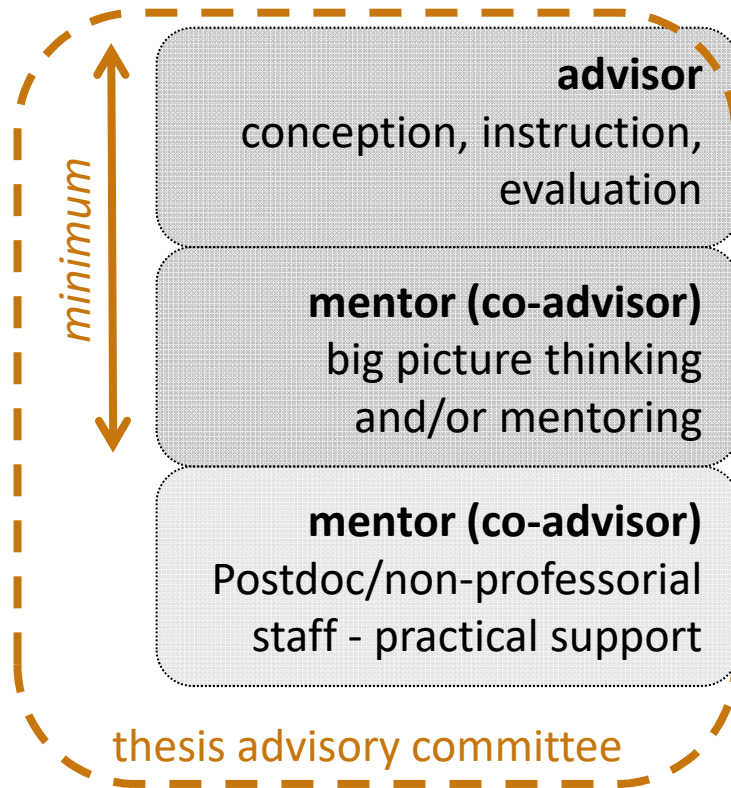 advisor
conception, instruction,
evaluation
minimum
mentor (co-advisor)
big picture thinking
and/or mentoring
mentor (co-advisor)
Postdoc/non-professorial
staff - practical support
thesis advisory committee